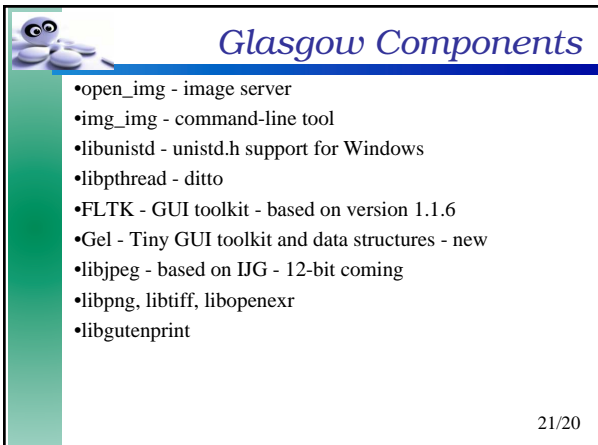 Glasgow Components
•open_img - image server
•img_img - command-line tool
•libunistd - unistd.h support for Windows
•libpthread - ditto
•FLTK - GUI toolkit - based on version 1.1.6
•Gel - Tiny GUI toolkit and data structures - new
•libjpeg - based on IJG - 12-bit coming
•libpng, libtiff, libopenexr
•libgutenprint
21/20